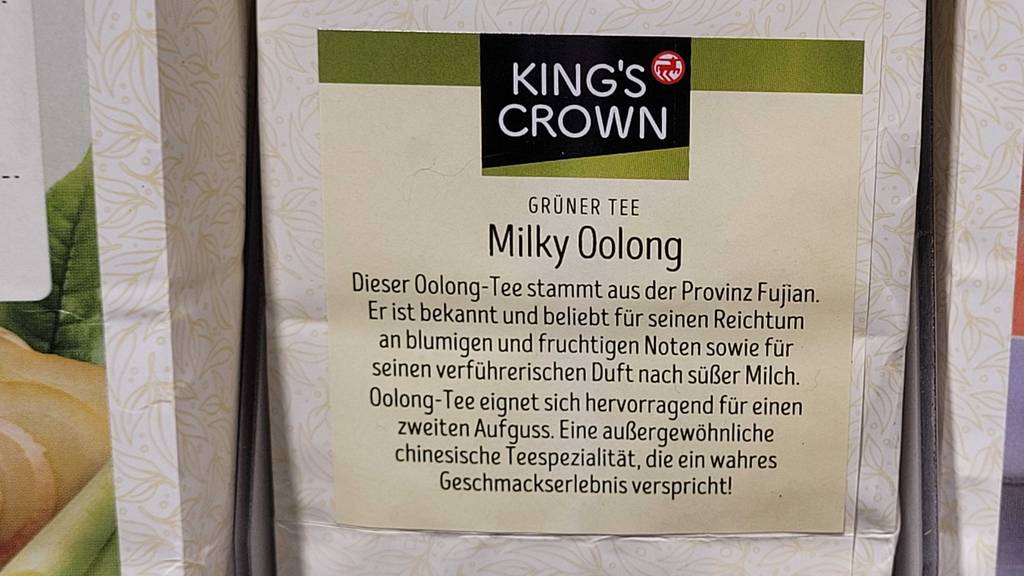 KING'S
CROWN
GRÜNER TEE
Milky Oolong
Dieser Oolong-Tee stammt aus der Provinz Fujian.
Er ist bekannt und beliebt für seinen Reichtum
an blumigen und fruchtigen Noten sowie für
seinen verführerischen Duft nach süßer Milch.
Oolong-Tee eignet sich hervorragend für einen
zweiten Aufguss. Eine außergewöhnliche
chinesische Teespezialität, die ein wahres
Geschmackserlebnis verspricht!